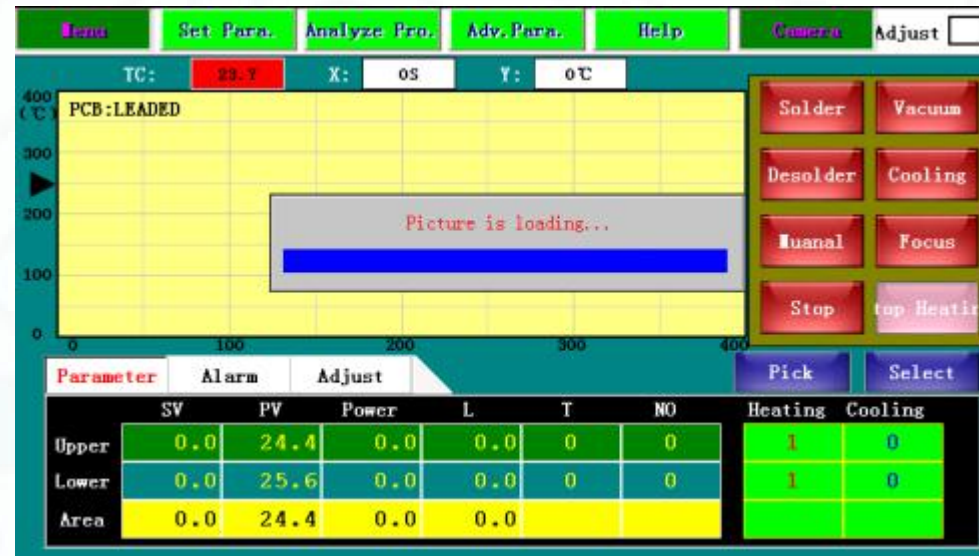 Menu Set Para. Analyze Pro. Adv.Para. Help Camera Adjust
TC: 23.7 X: 0S Y: 0℃
400
(℃)
PCB:LEADED
300
200
100
0
0 100 200 300 400
Picture is loading...
Solder Vacuum
Desolder Cooling
Muanal Focus
Stop top Heatin
Pick Select
Parameter Alarm Adjust
SV PV Power L T NO Heating Cooling
Upper 0.0 24.4 0.0 0.0 0 0 1 0
Lower 0.0 25.6 0.0 0.0 0 0 1 0
Area 0.0 24.4 0.0 0.0